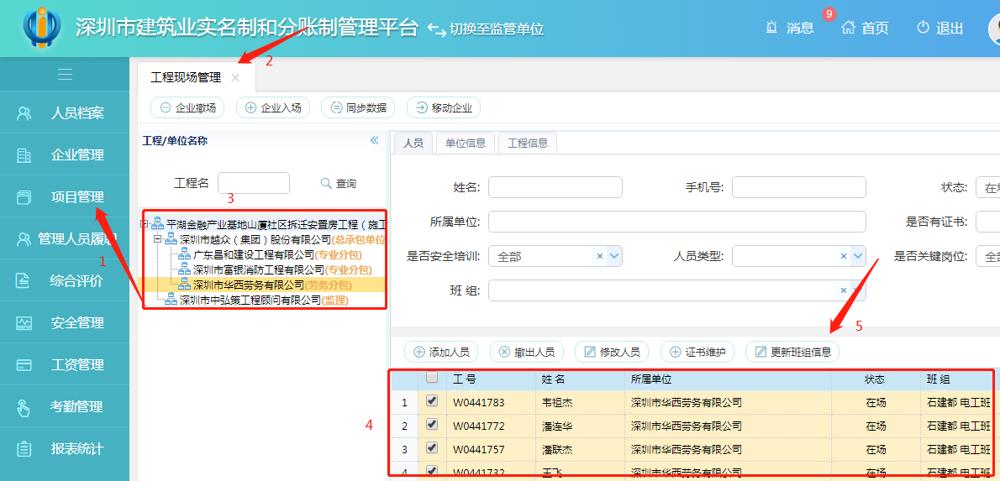 深圳市建筑业实名制和分账制管理平台 切换至监管单位 消息 9 首页 退出
工程现场管理 2
企业撤场 企业入场 同步数据 移动企业
人员档案
企业管理
项目管理
管理人员履职
综合评价
安全管理
工资管理
考勤管理
报表统计
1
工程/单位名称
工程名 查询
3
平湖金融产业基地山厦社区拆迁安置房工程（施工
深圳市越众（集团）股份有限公司(总承包单位
广东昌和建设工程有限公司(专业分包)
深圳市富银消防工程有限公司(专业分包)
深圳市华西劳务有限公司(劳务分包)
深圳市中弘策工程顾问有限公司(监理)
人员 单位信息 工程信息
姓名: 手机号: 状态: 在场
所属单位: 是否有证书:
是否安全培训: 全部 人员类型: 是否关键岗位: 全部
班 组:
5
添加人员 撤出人员 修改人员 证书维护 更新班组信息
4
工 号 姓 名 所属单位 状态 班 组
1 W0441783 韦祖杰 深圳市华西劳务有限公司 在场 石建都 电工班
2 W0441772 潘连华 深圳市华西劳务有限公司 在场 石建都 电工班
3 W0441757 潘联杰 深圳市华西劳务有限公司 在场 石建都 电工班
4 W0441732 王飞 深圳市华西劳务有限公司 在场 石建都 电工班